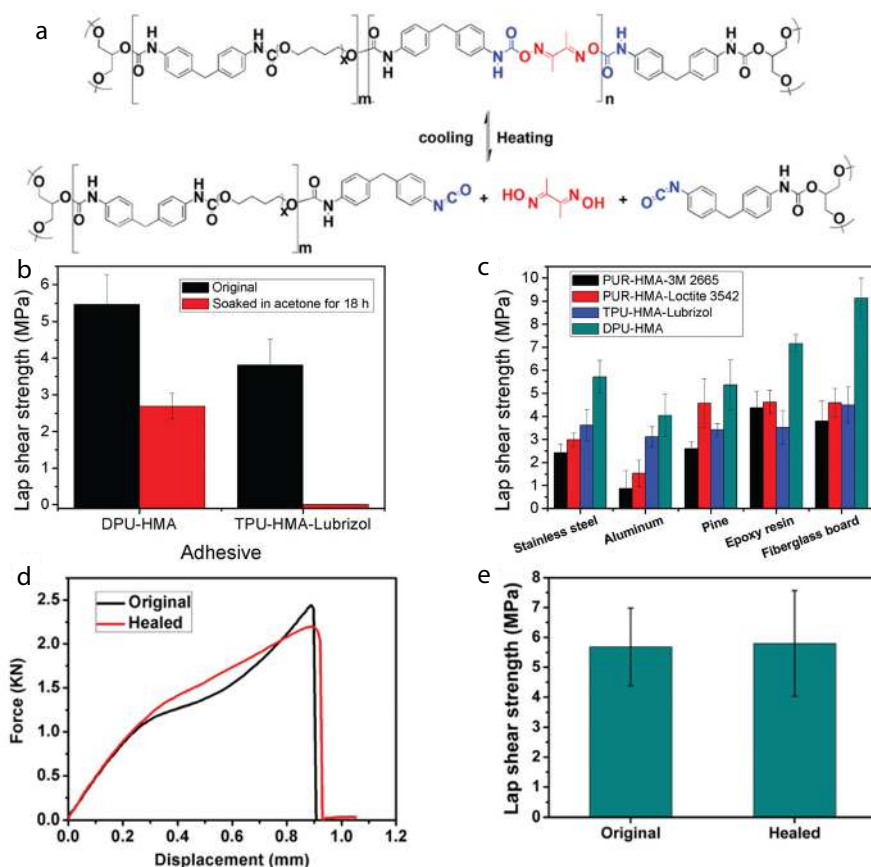 a
H
N
O
C
x
m
n
cooling
Heating
HO
OH
N=C=O
+
+
O=C=N
m
b
Original
Soaked in acetone for 18 h
Lap shear strength (MPa)
6
5
4
3
2
1
0
DPU-HMA
TPU-HMA-Lubrizol
Adhesive
c
PUR-HMA-3M 2665
PUR-HMA-Loctite 3542
TPU-HMA-Lubrizol
DPU-HMA
Lap shear strength (MPa)
10
9
8
7
6
5
4
3
2
1
0
Stainless steel
Aluminum
Pine
Epoxy resin
Fiberglass board
d
Original
Healed
Force (KN)
2.5
2.0
1.5
1.0
0.5
0.0
0.0 0.2 0.4 0.6 0.8 1.0 1.2
Displacement (mm)
e
Lap shear strength (MPa)
8
7
6
5
4
3
2
1
0
Original
Healed